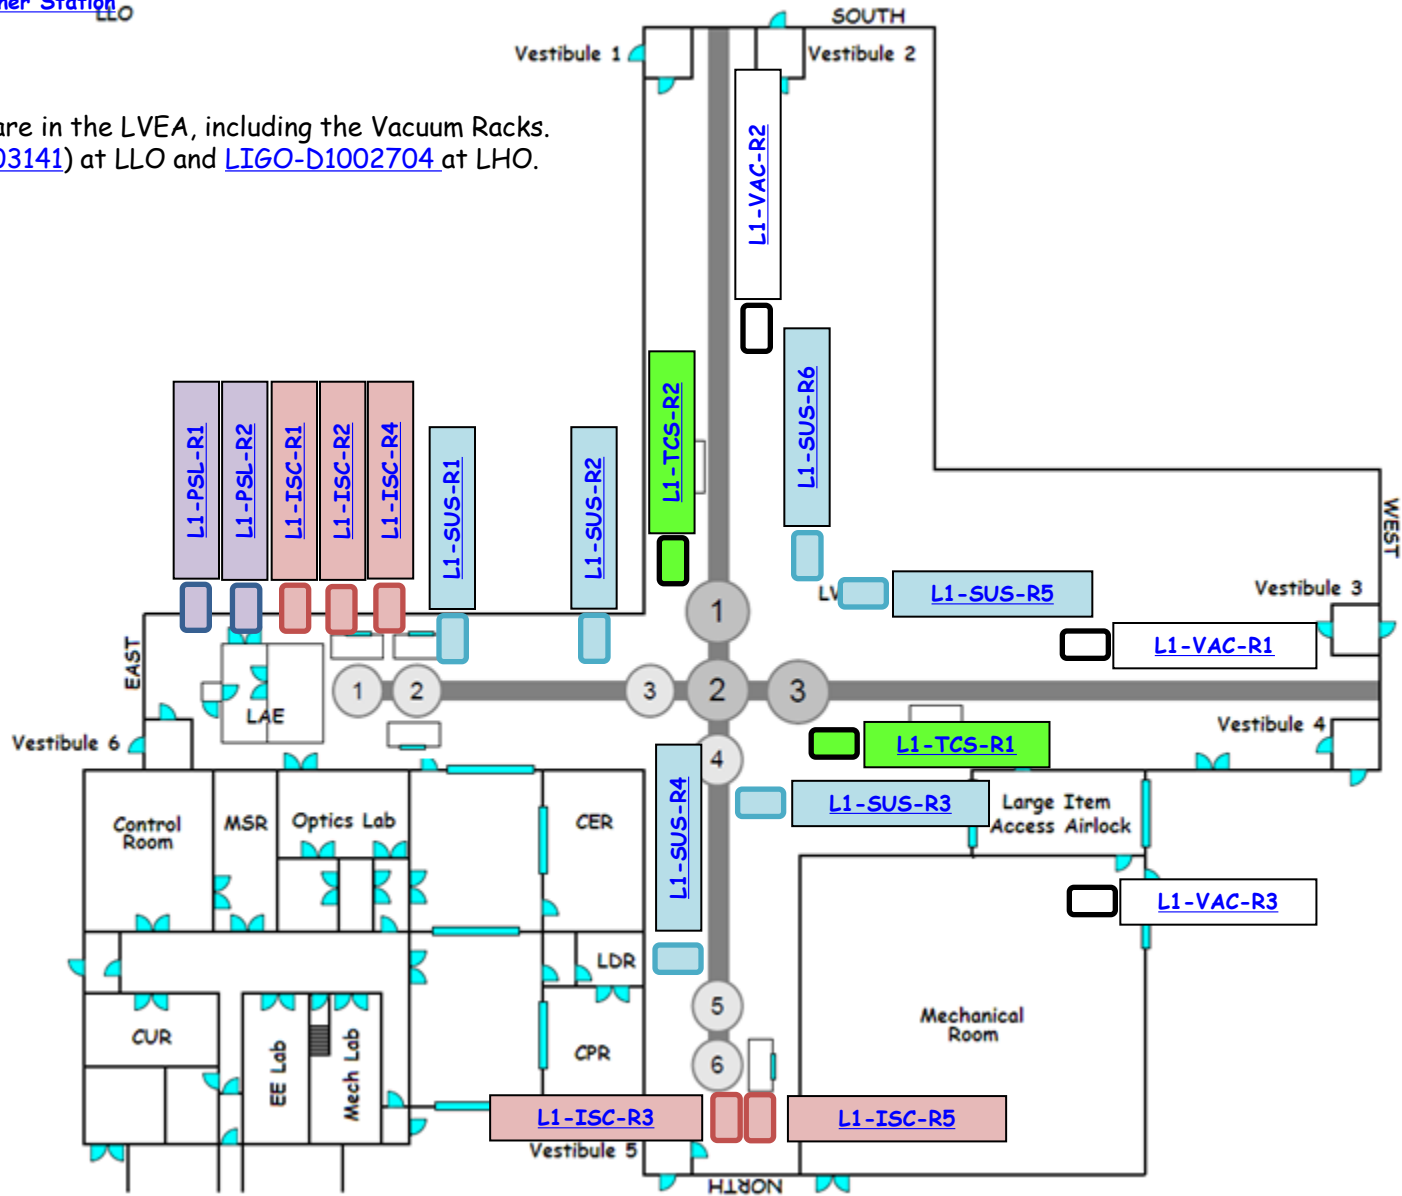 ner Station
LLO
SOUTH
Vestibule 1
Vestibule 2
are in the LVEA, including the Vacuum Racks.
03141) at LLO and LIGO-D1002704 at LHO.
L1-VAC-R2
L1-TCS-R2
L1-SUS-R6
L1-PSL-R1
L1-PSL-R2
L1-ISC-R1
L1-ISC-R2
L1-ISC-R4
L1-SUS-R1
L1-SUS-R2
WEST
LV
L1-SUS-R5
Vestibule 3
1
L1-VAC-R1
EAST
1
2
3
2
3
LAE
Vestibule 6
Vestibule 4
L1-TCS-R1
4
L1-SUS-R4
L1-SUS-R3
Large Item
Access Airlock
Control
Room
MSR
Optics Lab
CER
L1-VAC-R3
LDR
5
Mechanical
Room
CUR
EE Lab
Mech Lab
CPR
6
L1-ISC-R3
L1-ISC-R5
Vestibule 5
NORTH